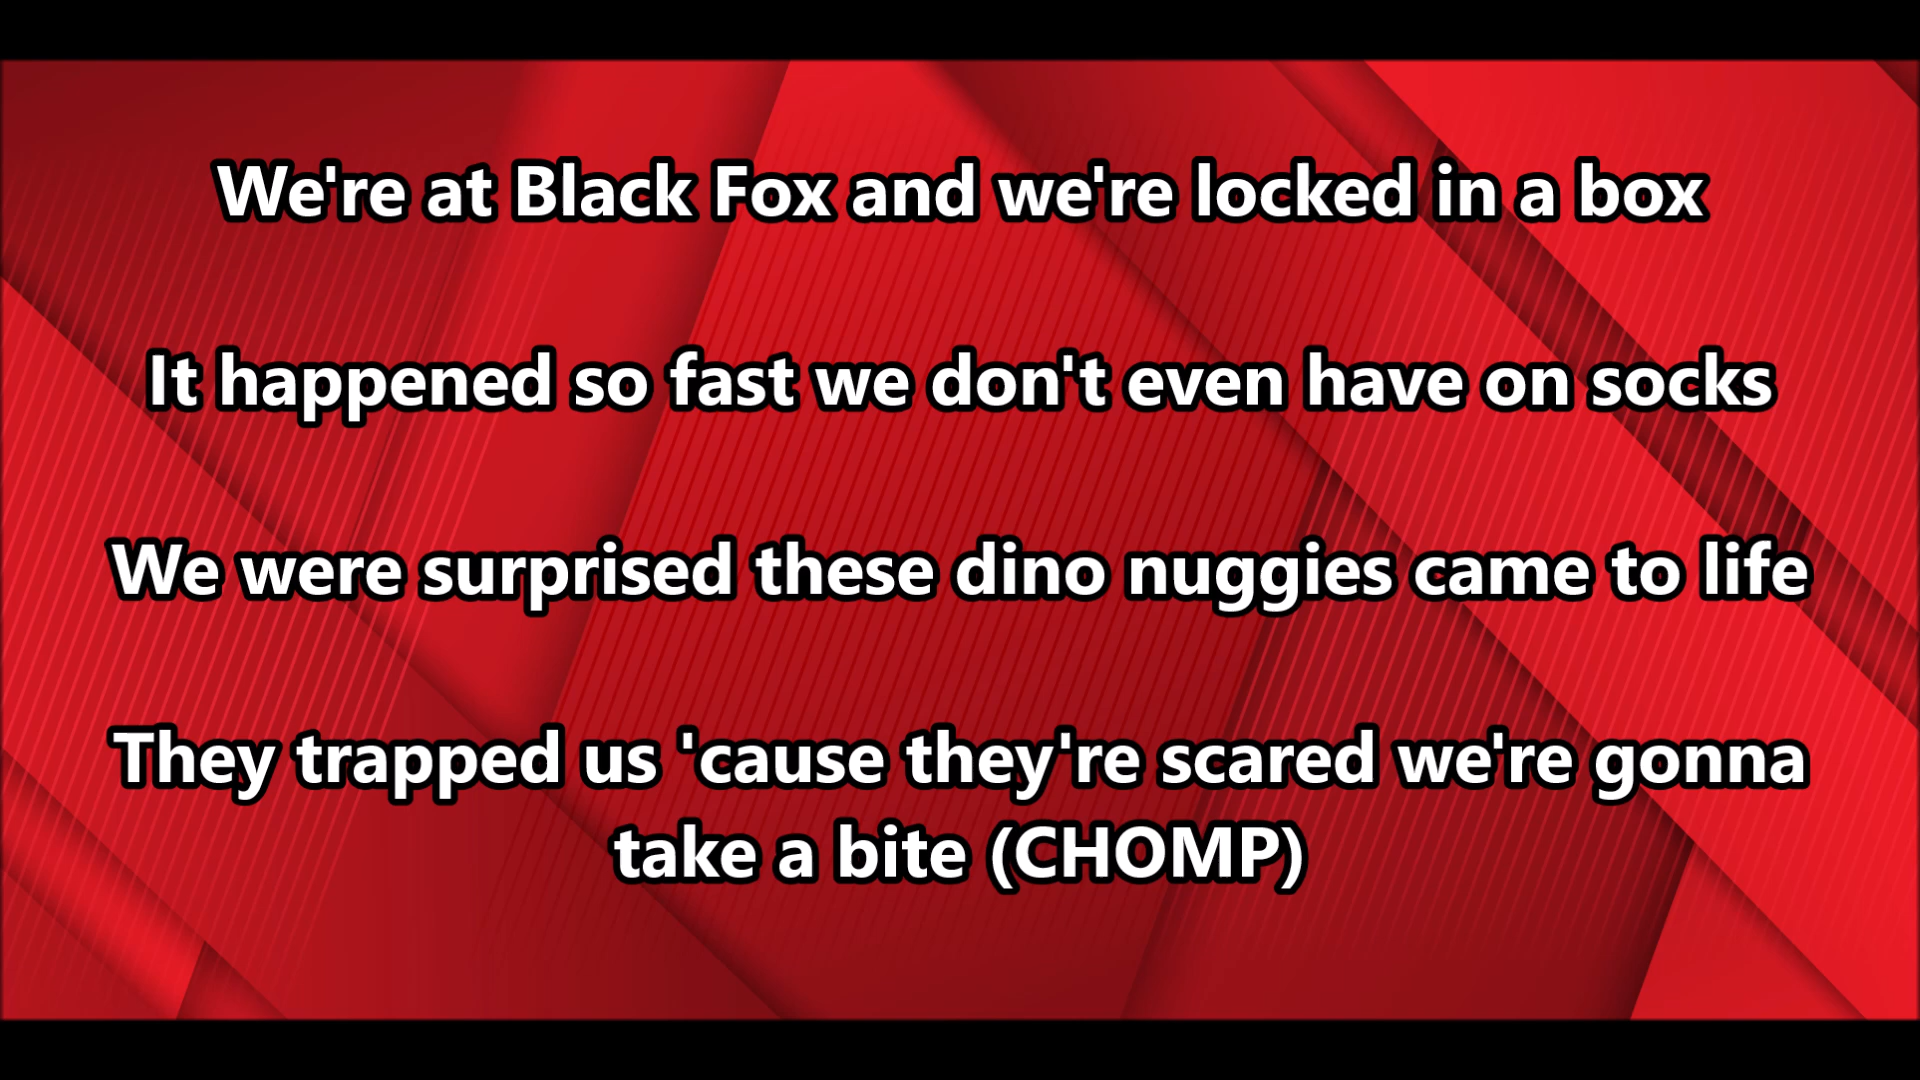 We're at Black Fox and we're locked in a box
It happened so fast we don't even have on socks
We were surprised these dino nuggies came to life
They trapped us 'cause they're scared we're gonna
take a bite (CHOMP)